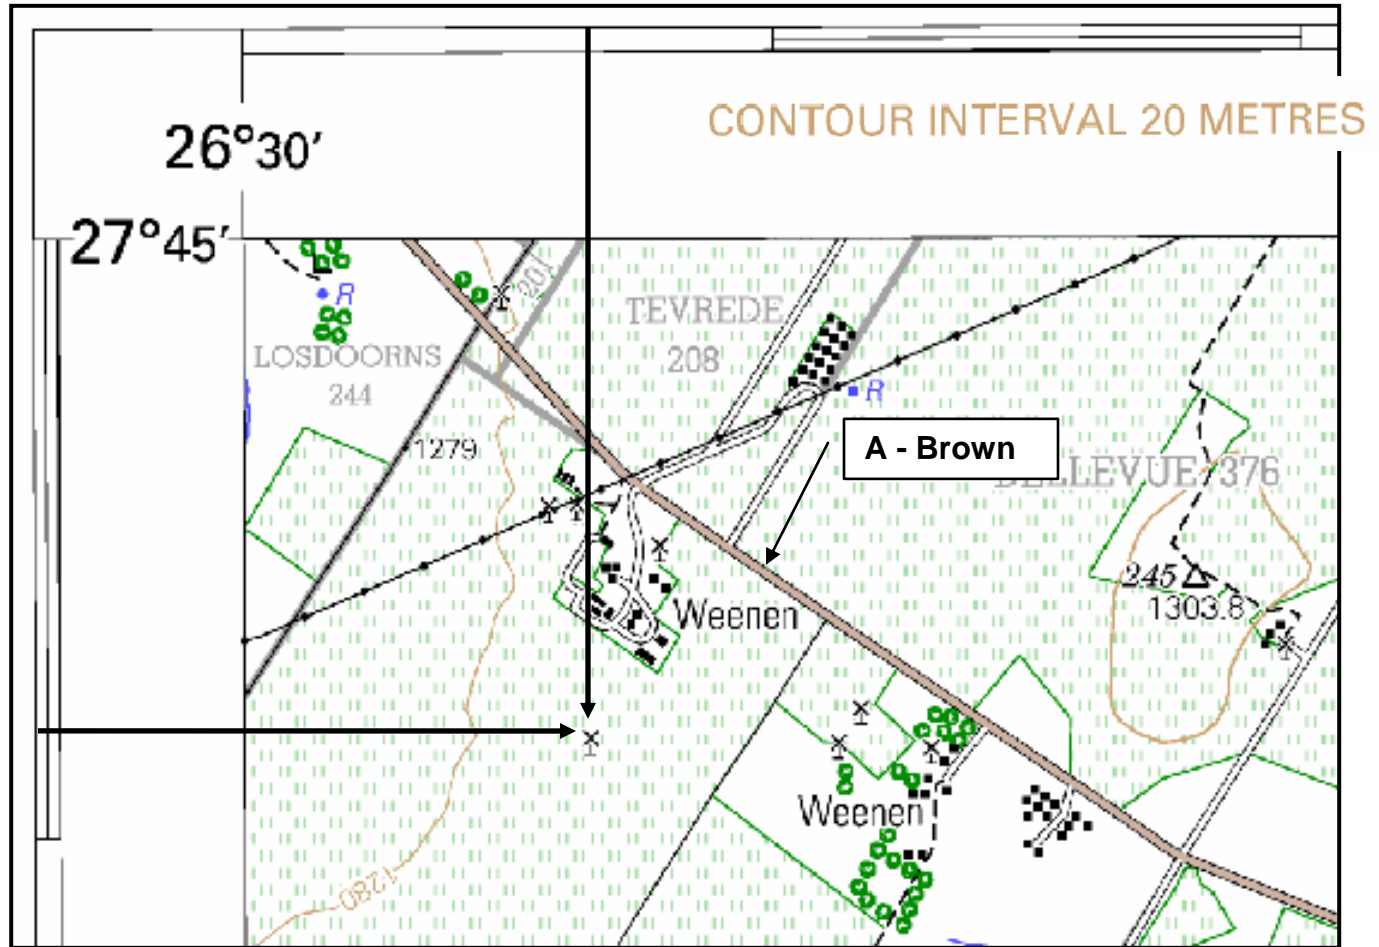 CONTOUR INTERVAL 20 METRES
26°30′
27°45′
201
R
TEVREDE
208
LOSDOORNS
244
R
1279
A - Brown
BELLEVUE 376
245
1303.8
Weenen
Weenen
1280